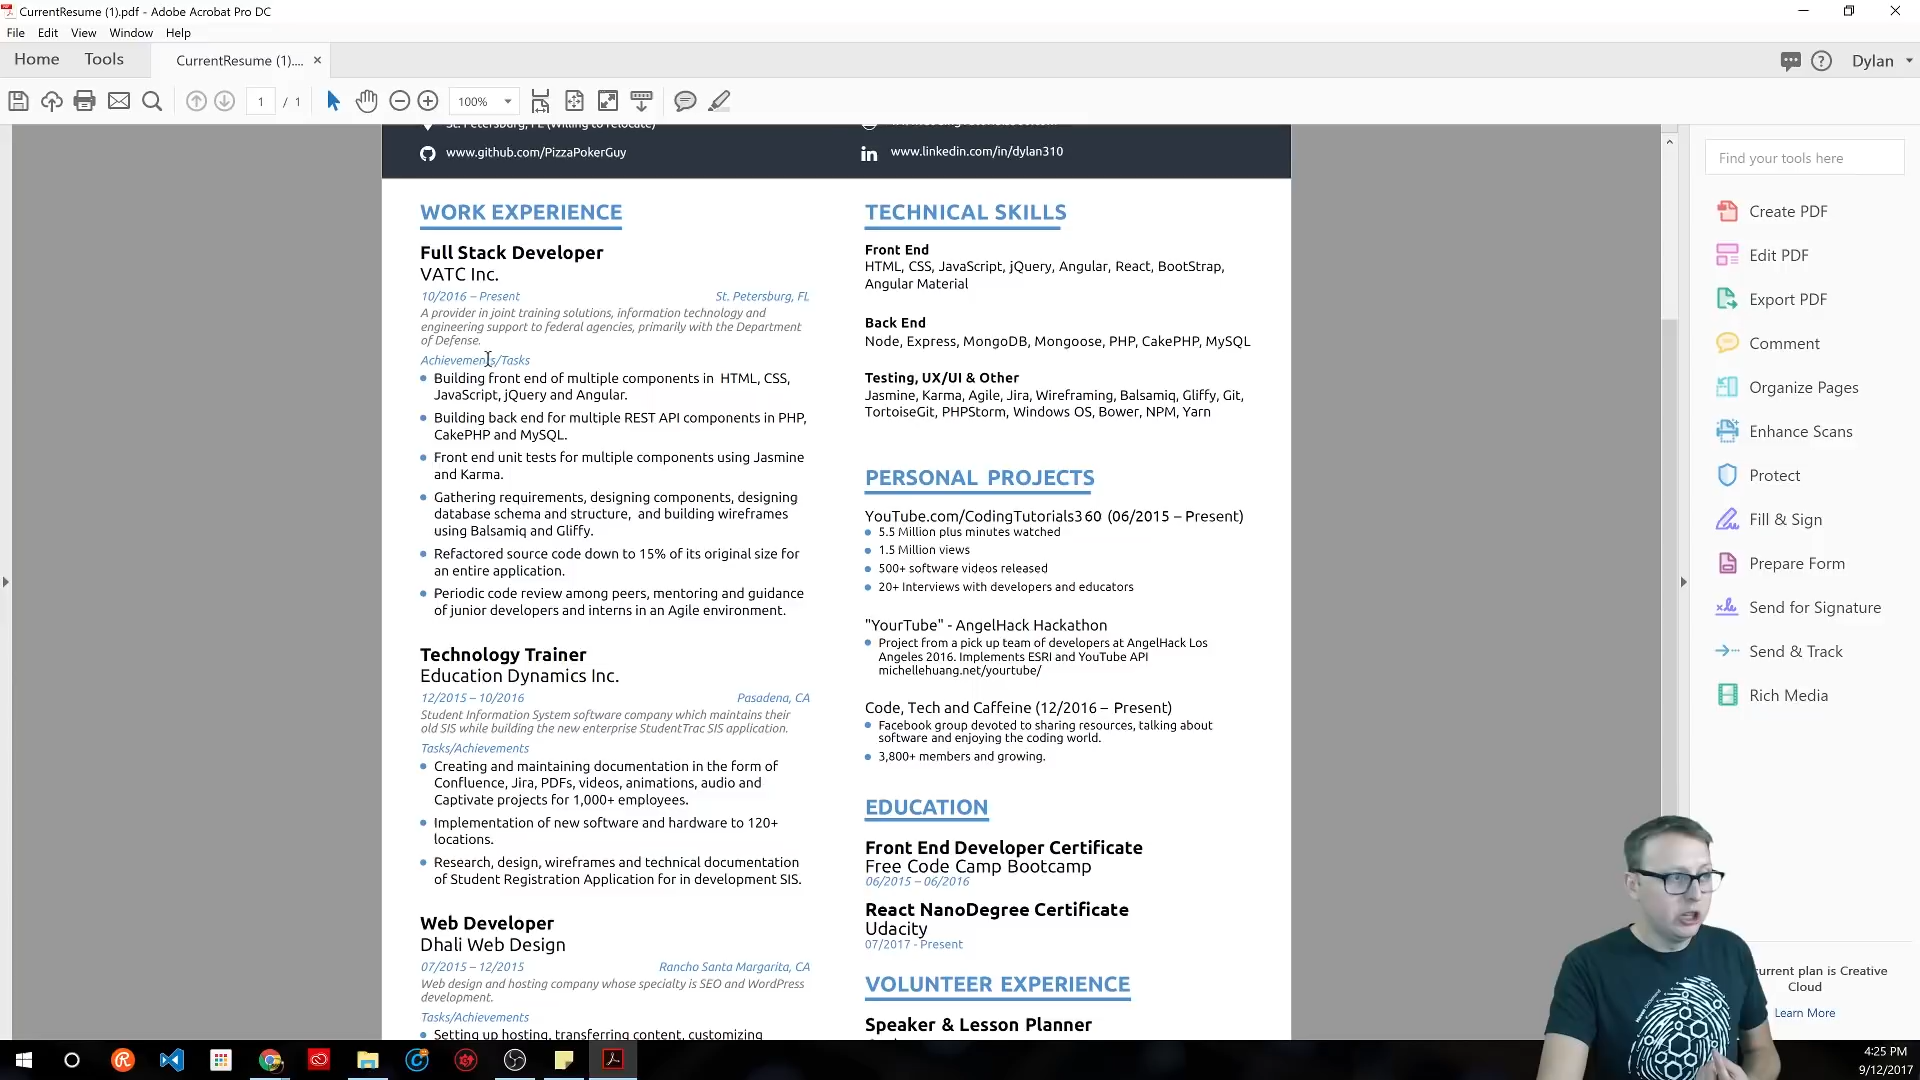 CurrentResume (1).pdf - Adobe Acrobat Pro DC
File Edit View Window Help
Home Tools CurrentResume (1).... × Dylan
1 / 1 100%
St. Petersburg, FL (Willing to relocate)
www.github.com/PizzaPokerGuy
www.linkedin.com/in/dylan310
WORK EXPERIENCE
Full Stack Developer
VATC Inc.
10/2016 – Present St. Petersburg, FL
A provider in joint training solutions, information technology and
engineering support to federal agencies, primarily with the Department
of Defense.
Achievements/Tasks
Building front end of multiple components in HTML, CSS,
JavaScript, jQuery and Angular.
Building back end for multiple REST API components in PHP,
CakePHP and MySQL.
Front end unit tests for multiple components using Jasmine
and Karma.
Gathering requirements, designing components, designing
database schema and structure, and building wireframes
using Balsamiq and Gliffy.
Refactored source code down to 15% of its original size for
an entire application.
Periodic code review among peers, mentoring and guidance
of junior developers and interns in an Agile environment.
Technology Trainer
Education Dynamics Inc.
12/2015 – 10/2016 Pasadena, CA
Student Information System software company which maintains their
old SIS while building the new enterprise StudentTrac SIS application.
Tasks/Achievements
Creating and maintaining documentation in the form of
Confluence, Jira, PDFs, videos, animations, audio and
Captivate projects for 1,000+ employees.
Implementation of new software and hardware to 120+
locations.
Research, design, wireframes and technical documentation
of Student Registration Application for in development SIS.
Web Developer
Dhali Web Design
07/2015 – 12/2015 Rancho Santa Margarita, CA
Web design and hosting company whose specialty is SEO and WordPress
development.
Tasks/Achievements
Setting up hosting, transferring content, customizing
TECHNICAL SKILLS
Front End
HTML, CSS, JavaScript, jQuery, Angular, React, BootStrap,
Angular Material
Back End
Node, Express, MongoDB, Mongoose, PHP, CakePHP, MySQL
Testing, UX/UI & Other
Jasmine, Karma, Agile, Jira, Wireframing, Balsamiq, Gliffy, Git,
TortoiseGit, PHPStorm, Windows OS, Bower, NPM, Yarn
PERSONAL PROJECTS
YouTube.com/CodingTutorials360 (06/2015 – Present)
5.5 Million plus minutes watched
1.5 Million views
500+ software videos released
20+ Interviews with developers and educators
"YourTube" - AngelHack Hackathon
Project from a pick up team of developers at AngelHack Los
Angeles 2016. Implements ESRI and YouTube API
michellehuang.net/yourtube/
Code, Tech and Caffeine (12/2016 – Present)
Facebook group devoted to sharing resources, talking about
software and enjoying the coding world.
3,800+ members and growing.
EDUCATION
Front End Developer Certificate
Free Code Camp Bootcamp
06/2015 – 06/2016
React NanoDegree Certificate
Udacity
07/2017 - Present
VOLUNTEER EXPERIENCE
Speaker & Lesson Planner
Find your tools here
Create PDF
Edit PDF
Export PDF
Comment
Organize Pages
Enhance Scans
Protect
Fill & Sign
Prepare Form
Send for Signature
Send & Track
Rich Media
current plan is Creative
Cloud
Learn More
4:25 PM
9/12/2017